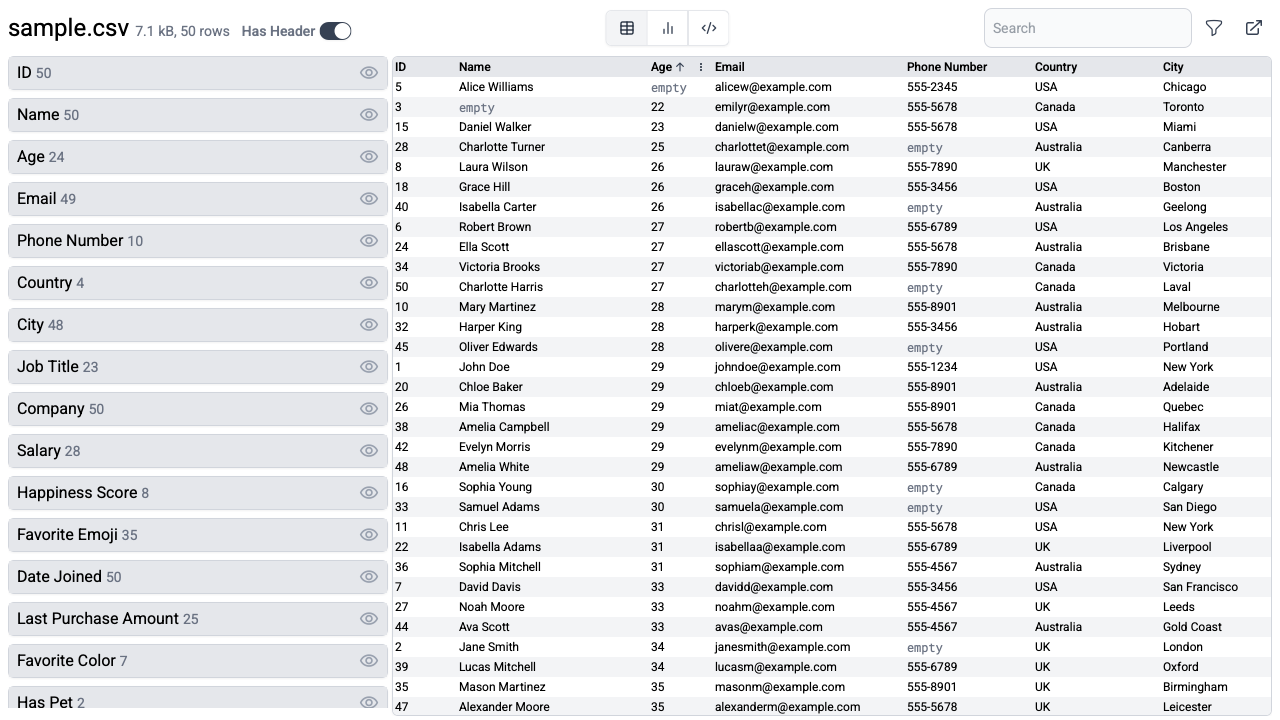 sample.csv 7.1 kB, 50 rows Has Header Search
ID 50
Name 50
Age 24
Email 49
Phone Number 10
Country 4
City 48
Job Title 23
Company 50
Salary 28
Happiness Score 8
Favorite Emoji 35
Date Joined 50
Last Purchase Amount 25
Favorite Color 7
Has Pet 2
ID Name Age ↑ Email Phone Number Country City
5 Alice Williams empty alicew@example.com 555-2345 USA Chicago
3 empty 22 emilyr@example.com 555-5678 Canada Toronto
15 Daniel Walker 23 danielw@example.com 555-5678 USA Miami
28 Charlotte Turner 25 charlottet@example.com empty Australia Canberra
8 Laura Wilson 26 lauraw@example.com 555-7890 UK Manchester
18 Grace Hill 26 graceh@example.com 555-3456 USA Boston
40 Isabella Carter 26 isabellac@example.com empty Australia Geelong
6 Robert Brown 27 robertb@example.com 555-6789 USA Los Angeles
24 Ella Scott 27 ellascott@example.com 555-5678 Australia Brisbane
34 Victoria Brooks 27 victoriab@example.com 555-7890 Canada Victoria
50 Charlotte Harris 27 charlotteh@example.com empty Canada Laval
10 Mary Martinez 28 marym@example.com 555-8901 Australia Melbourne
32 Harper King 28 harperk@example.com 555-3456 Australia Hobart
45 Oliver Edwards 28 olivere@example.com empty USA Portland
1 John Doe 29 johndoe@example.com 555-1234 USA New York
20 Chloe Baker 29 chloeb@example.com 555-8901 Australia Adelaide
26 Mia Thomas 29 miat@example.com 555-8901 Canada Quebec
38 Amelia Campbell 29 ameliac@example.com 555-5678 Canada Halifax
42 Evelyn Morris 29 evelynm@example.com 555-7890 Canada Kitchener
48 Amelia White 29 ameliaw@example.com 555-6789 Australia Newcastle
16 Sophia Young 30 sophiay@example.com empty Canada Calgary
33 Samuel Adams 30 samuela@example.com empty USA San Diego
11 Chris Lee 31 chrisl@example.com 555-5678 USA New York
22 Isabella Adams 31 isabellaa@example.com 555-6789 UK Liverpool
36 Sophia Mitchell 31 sophiam@example.com 555-4567 Australia Sydney
7 David Davis 33 davidd@example.com 555-3456 USA San Francisco
27 Noah Moore 33 noahm@example.com 555-4567 UK Leeds
44 Ava Scott 33 avas@example.com 555-4567 Australia Gold Coast
2 Jane Smith 34 janesmith@example.com empty UK London
39 Lucas Mitchell 34 lucasm@example.com 555-6789 UK Oxford
35 Mason Martinez 35 masonm@example.com 555-8901 UK Birmingham
47 Alexander Moore 35 alexanderm@example.com 555-5678 UK Leicester